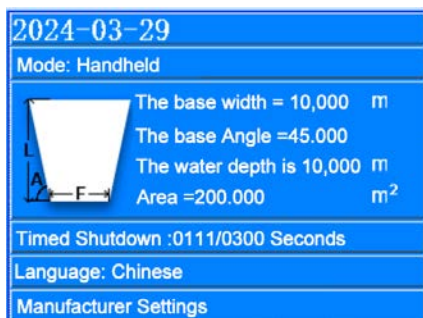 2024-03-29
Mode: Handheld
The base width = 10,000 m
The base Angle =45.000
The water depth is 10,000 m
Area =200.000 m²
L
A
F
Timed Shutdown :0111/0300 Seconds
Language: Chinese
Manufacturer Settings